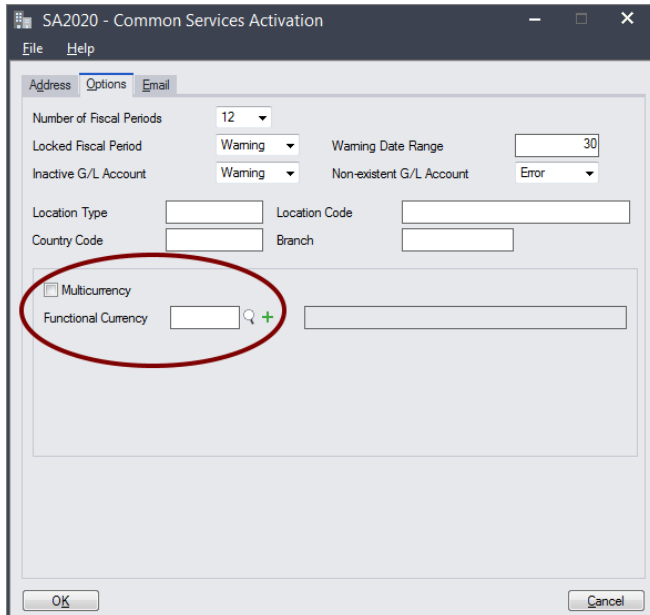 SA2020 - Common Services Activation
File Help
Address Options Email
Number of Fiscal Periods 12
Locked Fiscal Period Warning Warning Date Range 30
Inactive G/L Account Warning Non-existent G/L Account Error
Location Type Location Code
Country Code Branch
Multicurrency
Functional Currency
OK Cancel